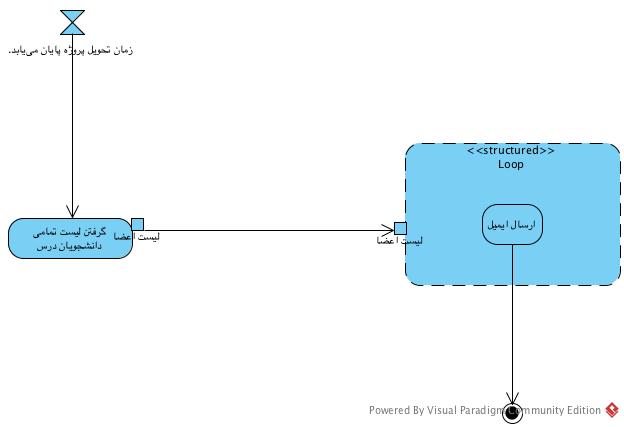 زمان تحویل پروژه پایان می‌یابد.
<<structured>>
Loop
گرفتن لیست تمامی
دانشجویان درس
لیست اعضا
لیست اعضا
ارسال ایمیل
Powered By Visual Paradigm Community Edition